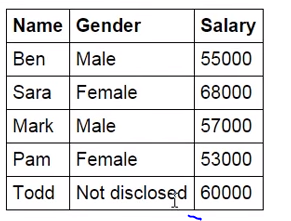 Name Gender Salary
Ben Male 55000
Sara Female 68000
Mark Male 57000
Pam Female 53000
Todd Not disclosed 60000